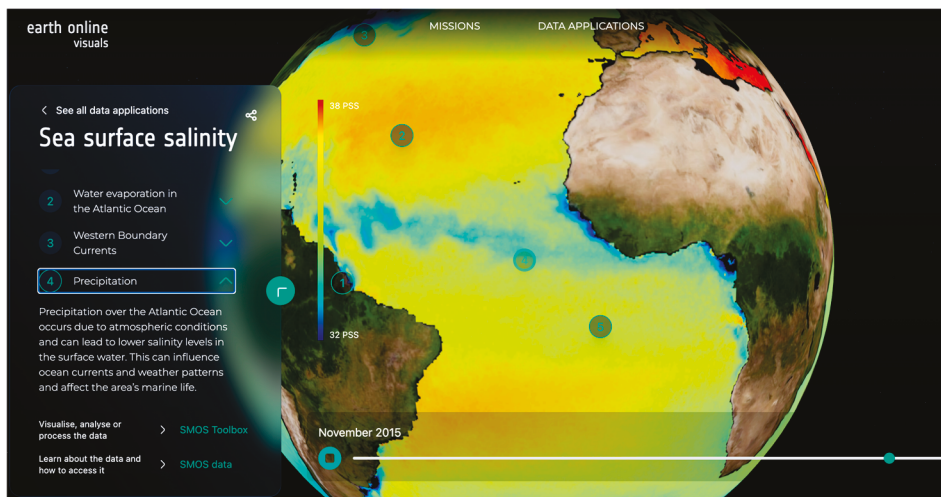 earth online
visuals
MISSIONS
DATA APPLICATIONS
See all data applications
Sea surface salinity
2
Water evaporation in
the Atlantic Ocean
3
Western Boundary
Currents
4
Precipitation
Precipitation over the Atlantic Ocean
occurs due to atmospheric conditions
and can lead to lower salinity levels in
the surface water. This can influence
ocean currents and weather patterns
and affect the area's marine life.
Visualise, analyse or
process the data
SMOS Toolbox
Learn about the data and
how to access it
SMOS data
38 PSS
32 PSS
3
2
1
5
November 2015